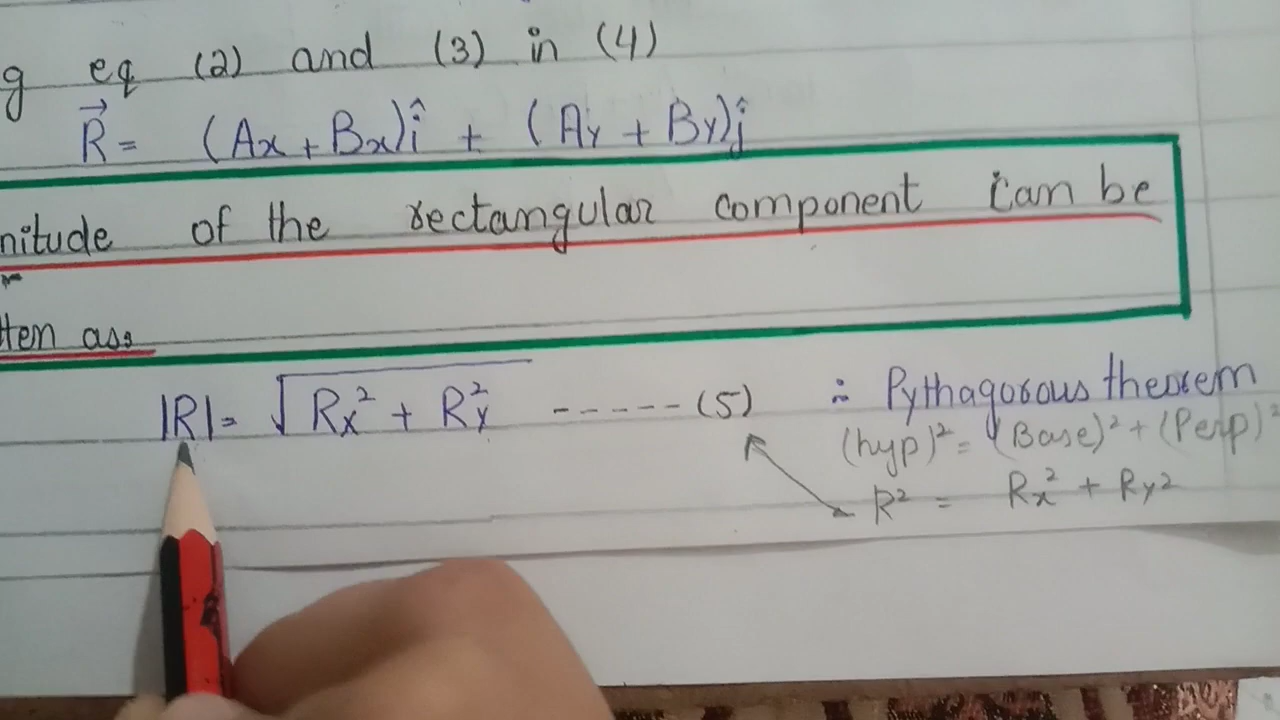 g eq (2) and (3) in (4)
R⃗ = (Ax + Bx)î + (Ay + By)ĵ
nitude of the rectangular component can be
tten as:
|R| = √Rx² + Ry² ------(5) ∴ Pythagorous theorem
(hyp)² = (Base)² + (Perp)²
R² = Rx² + Ry²